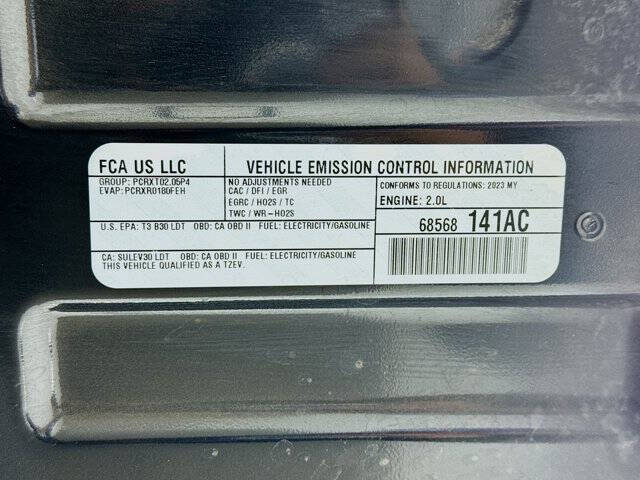 FCA US LLC
VEHICLE EMISSION CONTROL INFORMATION
GROUP: PCRXT02.05P4
EVAP: PCRXR0180FEH
NO ADJUSTMENTS NEEDED
CAC / DFI / EGR
EGRC / HO2S / TC
TWC / WR-HO2S
CONFORMS TO REGULATIONS: 2023 MY
ENGINE: 2.0L
U.S. EPA: T3 B30 LDT OBD: CA OBD II FUEL: ELECTRICITY/GASOLINE
CA: SULEV30 LDT OBD: CA OBD II FUEL: ELECTRICITY/GASOLINE
THIS VEHICLE QUALIFIED AS A TZEV.
68568 141AC